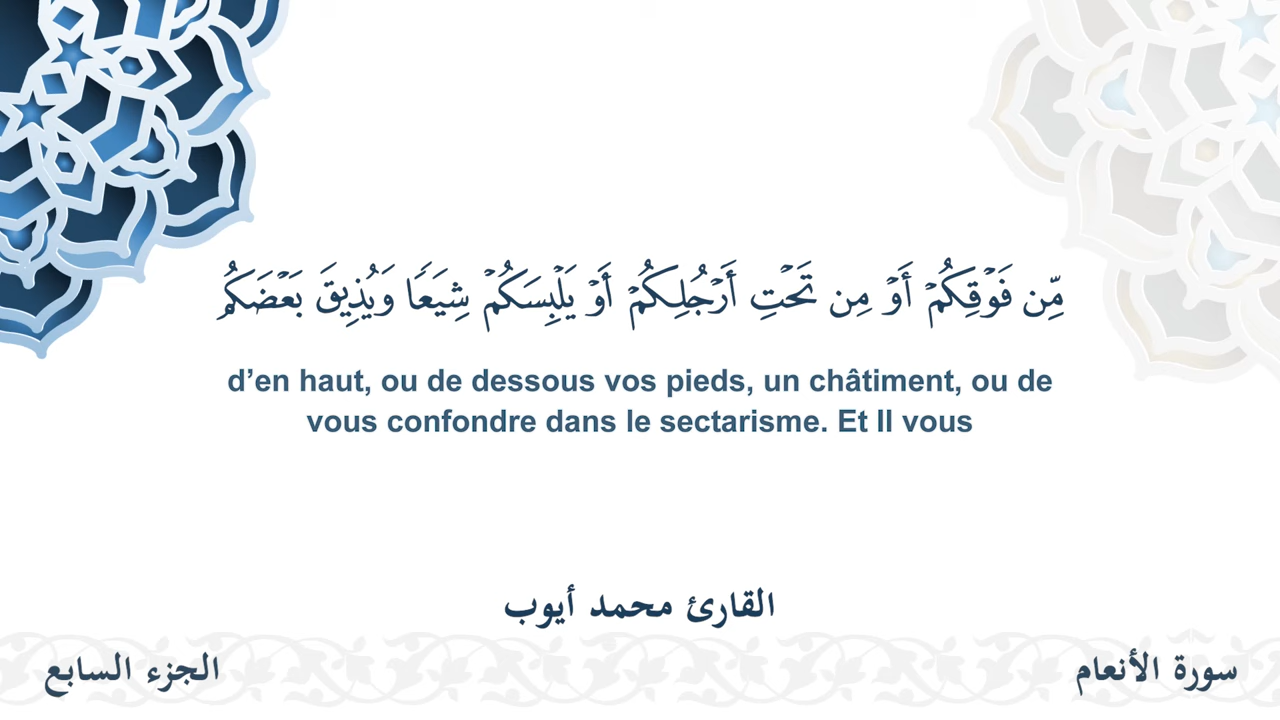 مِّن فَوْقِكُمْ أَوْ مِن تَحْتِ أَرْجُلِكُمْ أَوْ يَلْبِسَكُمْ شِيَعًا وَيُذِيقَ بَعْضَكُم
d’en haut, ou de dessous vos pieds, un châtiment, ou de
vous confondre dans le sectarisme. Et Il vous
القارئ محمد أيوب
سورة الأنعام
الجزء السابع